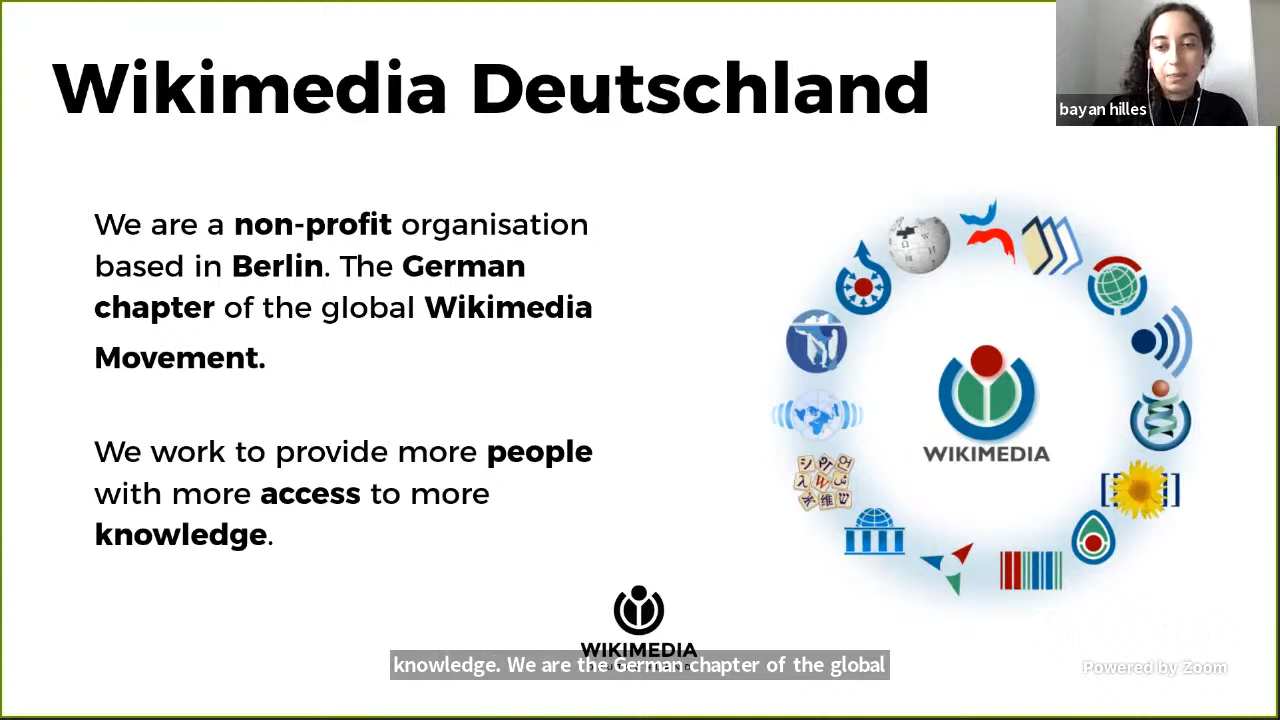 Wikimedia Deutschland
bayan hilles
We are a non-profit organisation
based in Berlin. The German
chapter of the global Wikimedia
Movement.
We work to provide more people
with more access to more
knowledge.
WIKIMEDIA
WIKIMEDIA
knowledge. We are the German chapter of the global
Powered by Zoom